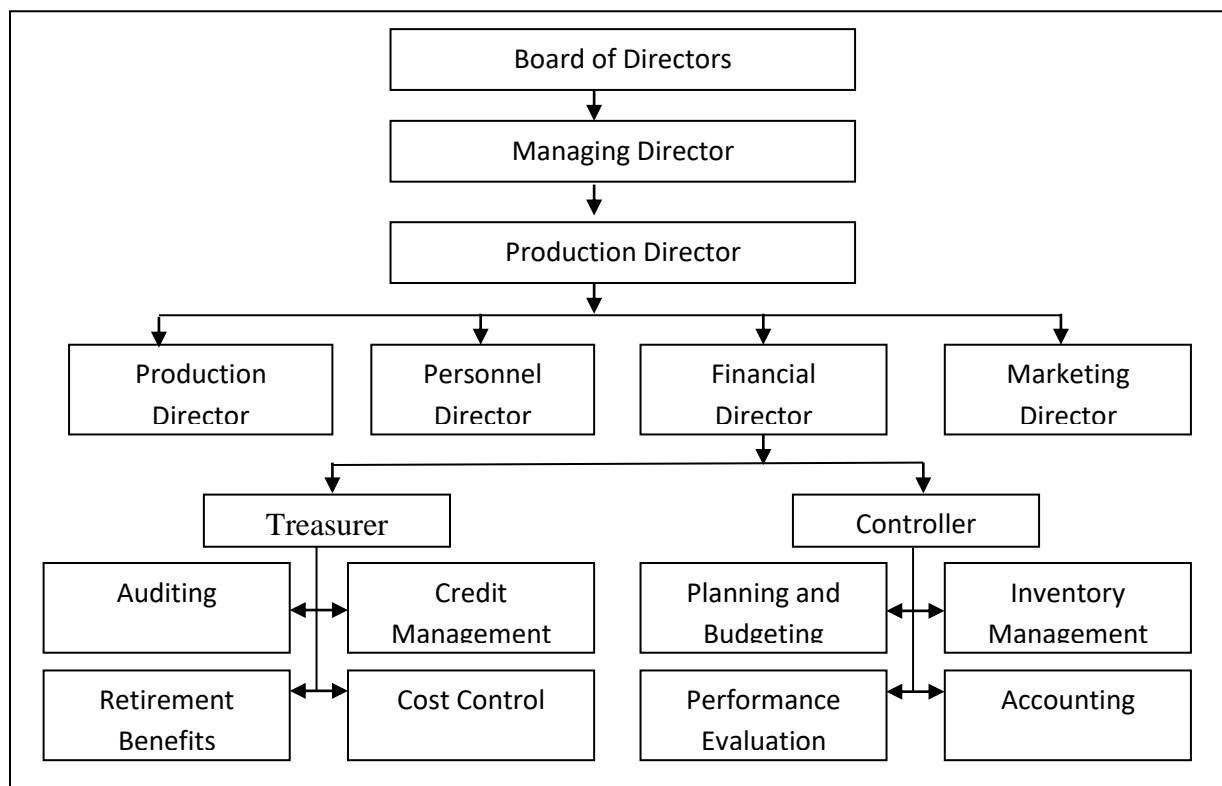 Board of Directors
Managing Director
Production Director
Production
Director
Personnel
Director
Financial
Director
Marketing
Director
Treasurer
Controller
Auditing
Credit
Management
Planning and
Budgeting
Inventory
Management
Retirement
Benefits
Cost Control
Performance
Evaluation
Accounting